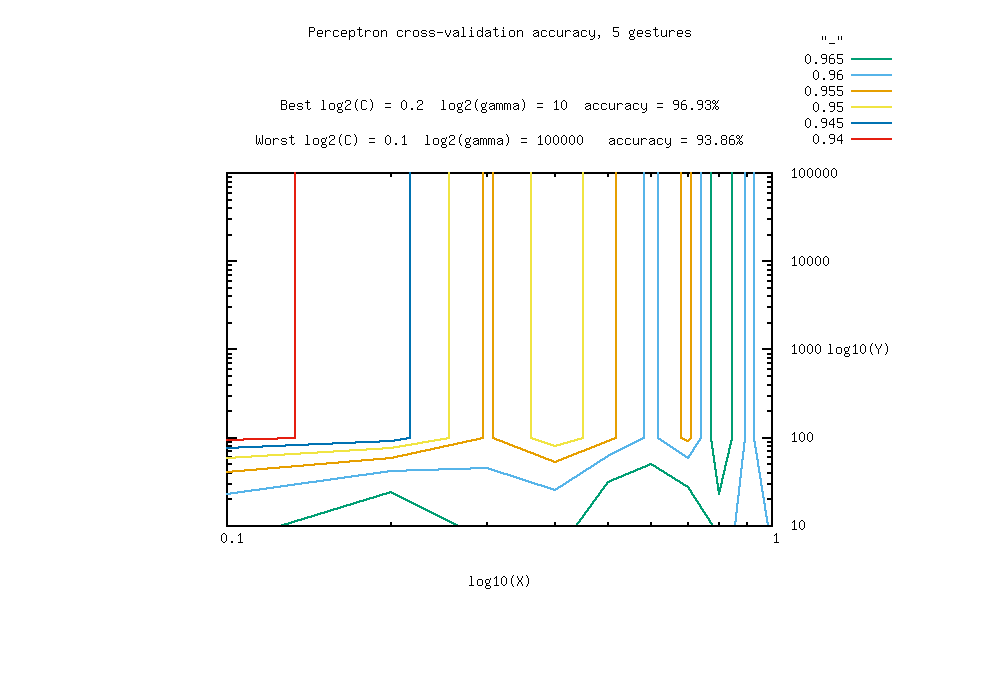 Perceptron cross-validation accuracy, 5 gestures
"_"
0.965
0.96
0.955
0.95
0.945
0.94
Best log2(C) = 0.2  log2(gamma) = 10  accuracy = 96.93%
Worst log2(C) = 0.1  log2(gamma) = 100000   accuracy = 93.86%
100000
10000
1000 log10(Y)
100
10
0.1 1
log10(X)